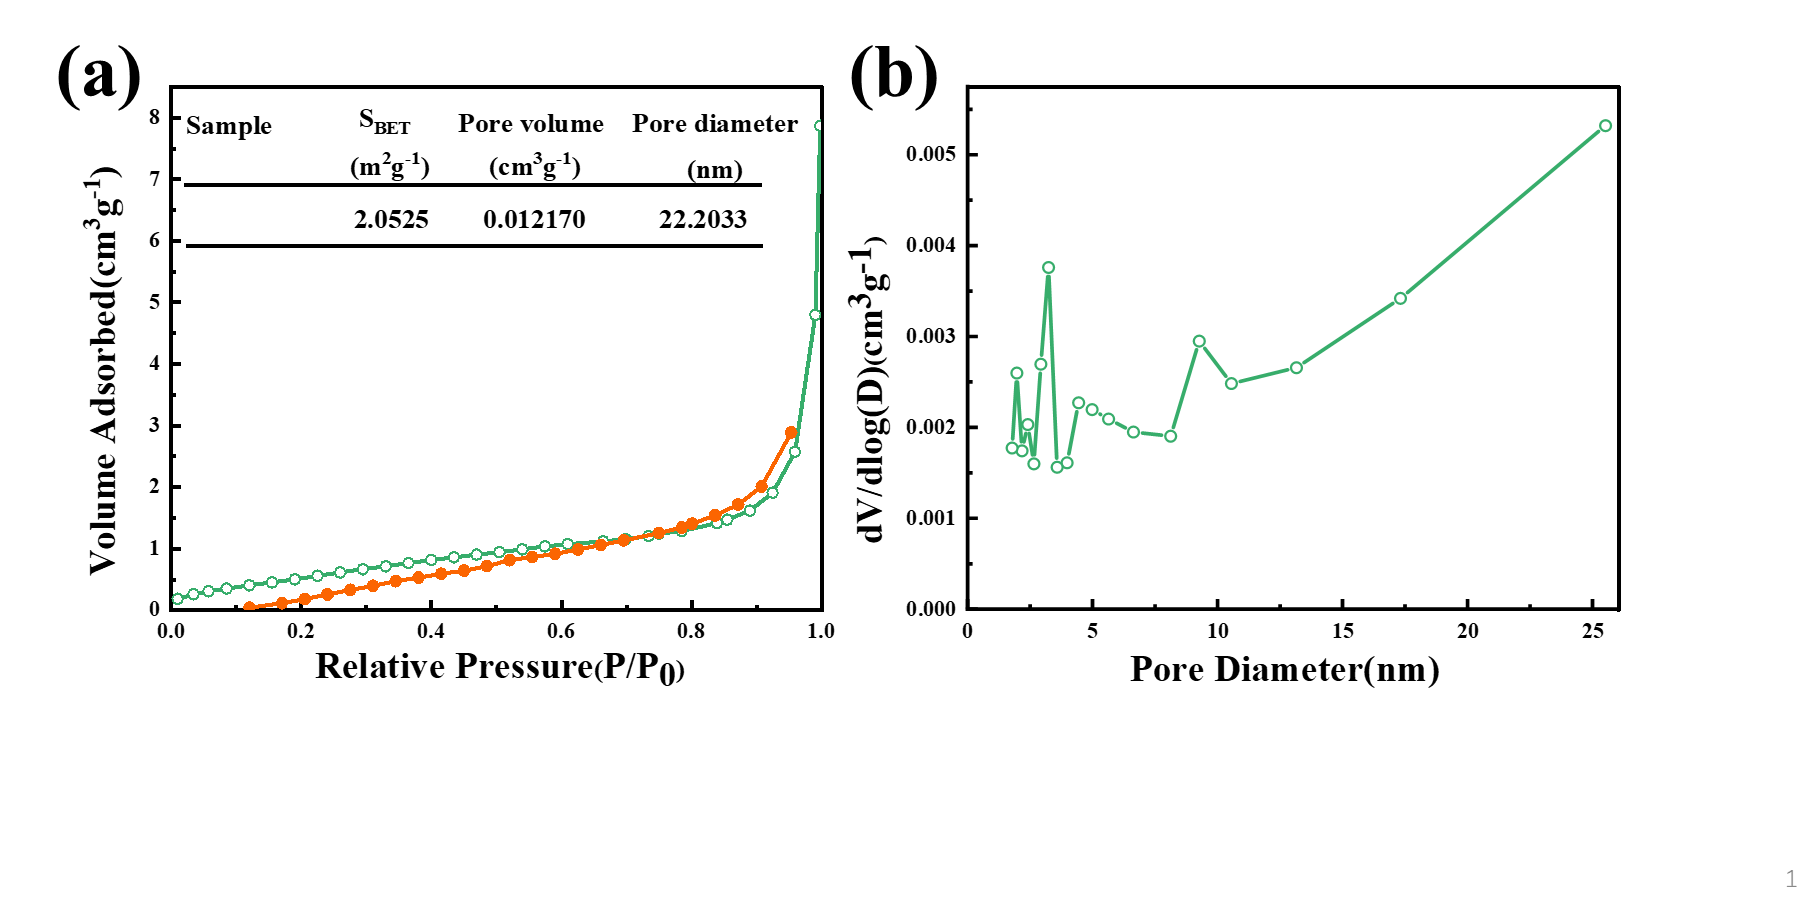 (a)
Volume Adsorbed(cm³g⁻¹)
8
7
6
5
4
3
2
1
0
Sample S_BET Pore volume Pore diameter
(m²g⁻¹) (cm³g⁻¹) (nm)
2.0525 0.012170 22.2033
0.0 0.2 0.4 0.6 0.8 1.0
Relative Pressure(P/P₀)
(b)
dV/dlog(D)(cm³g⁻¹)
0.005
0.004
0.003
0.002
0.001
0.000
0 5 10 15 20 25
Pore Diameter(nm)
1